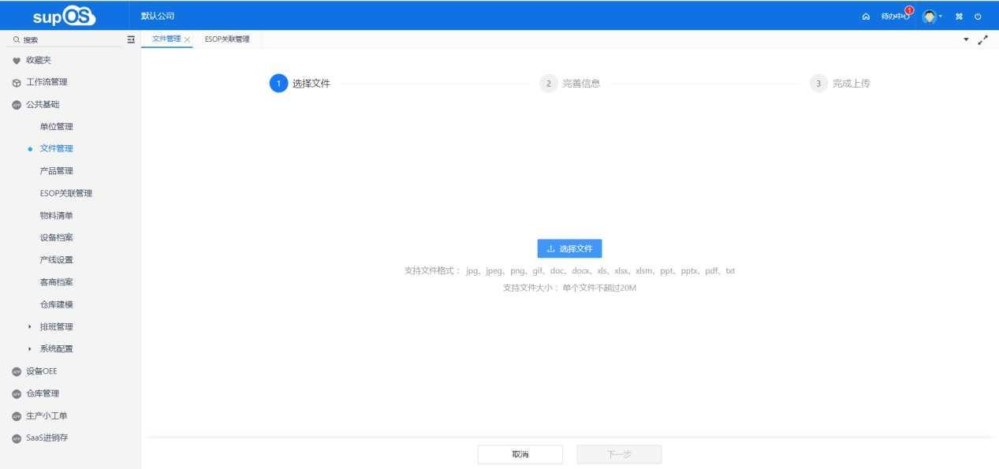 supOS 默认公司 待办中心 1
搜索 文件管理 ESOP关联管理
收藏夹
工作流管理
公共基础
单位管理
文件管理
产品管理
ESOP关联管理
物料清单
设备档案
产线设置
客商档案
仓库建模
排班管理
系统配置
设备OEE
仓库管理
生产小工单
SaaS进销存
1 选择文件 2 完善信息 3 完成上传
选择文件
支持文件格式： jpg、jpeg、png、gif、doc、docx、xls、xlsx、xlsm、ppt、pptx、pdf、txt
支持文件大小： 单个文件不超过20M
取消 下一步